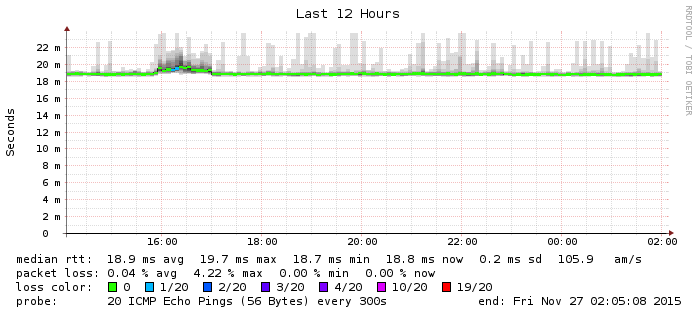 Last 12 Hours
RRDTOOL / TOBI OETIKER
Seconds
22 m
20 m
18 m
16 m
14 m
12 m
10 m
8 m
6 m
4 m
2 m
0
16:00 18:00 20:00 22:00 00:00 02:00
median rtt: 18.9 ms avg 19.7 ms max 18.7 ms min 18.8 ms now 0.2 ms sd 105.9 am/s
packet loss: 0.04 % avg 4.22 % max 0.00 % min 0.00 % now
loss color: 0 1/20 2/20 3/20 4/20 10/20 19/20
probe: 20 ICMP Echo Pings (56 Bytes) every 300s end: Fri Nov 27 02:05:08 2015